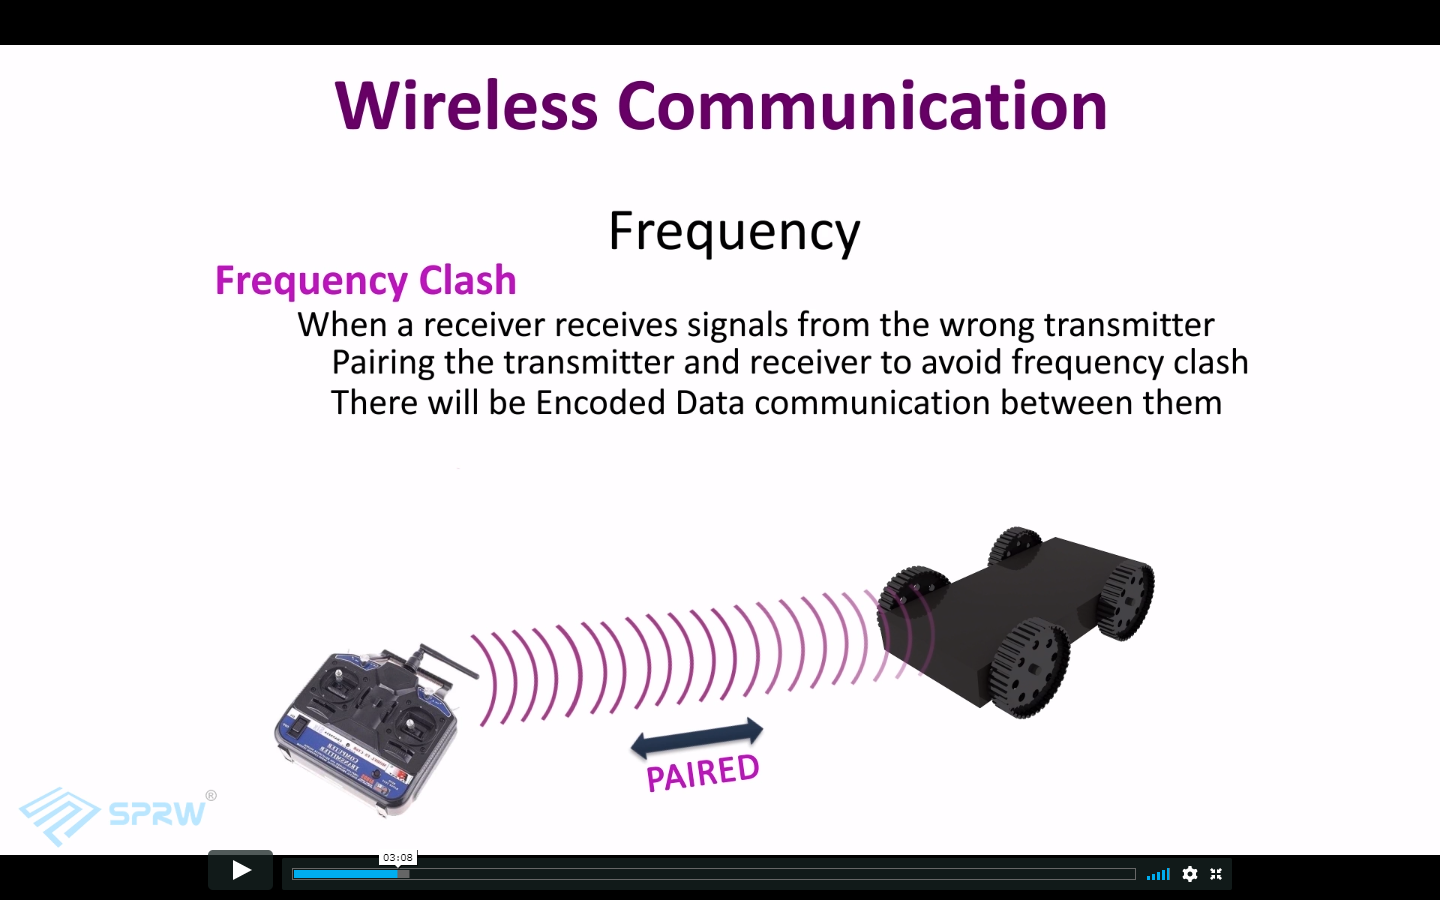 Wireless Communication
Frequency
Frequency Clash
When a receiver receives signals from the wrong transmitter
Pairing the transmitter and receiver to avoid frequency clash
There will be Encoded Data communication between them
PAIRED
SPRW®
03:08